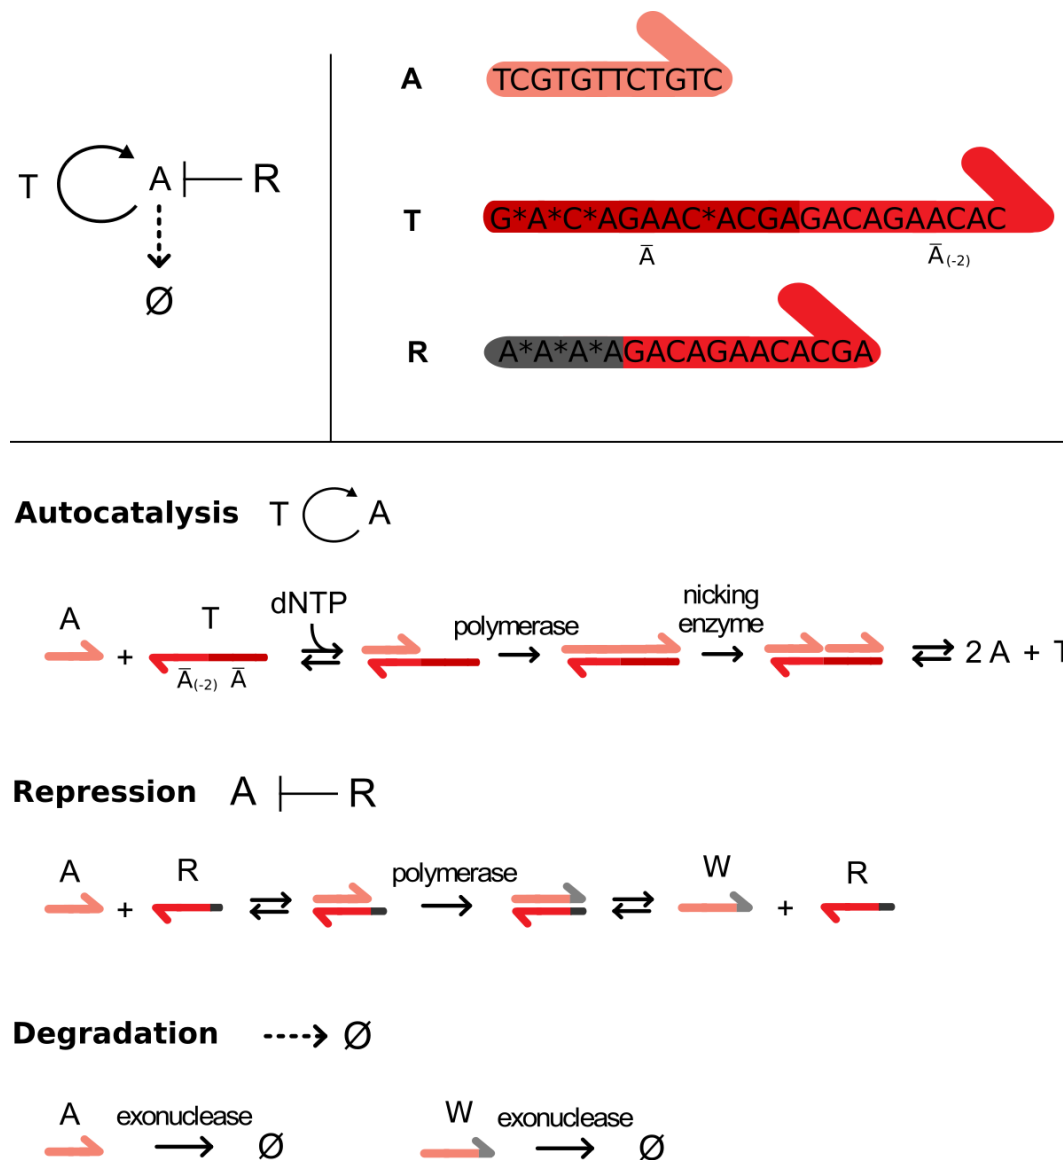 A TCGTGTTCTGTC
T A R
T G*A*C*AGAAC*ACGAGACAGAACAC
A̅ A̅(-2)
Ø
R A*A*A*AGACAGAACACGA
Autocatalysis T A
A T dNTP polymerase nicking enzyme
+ 2 A + T
A̅(-2) A̅
Repression A R
A R polymerase W R
+ +
Degradation Ø
A exonuclease Ø W exonuclease Ø